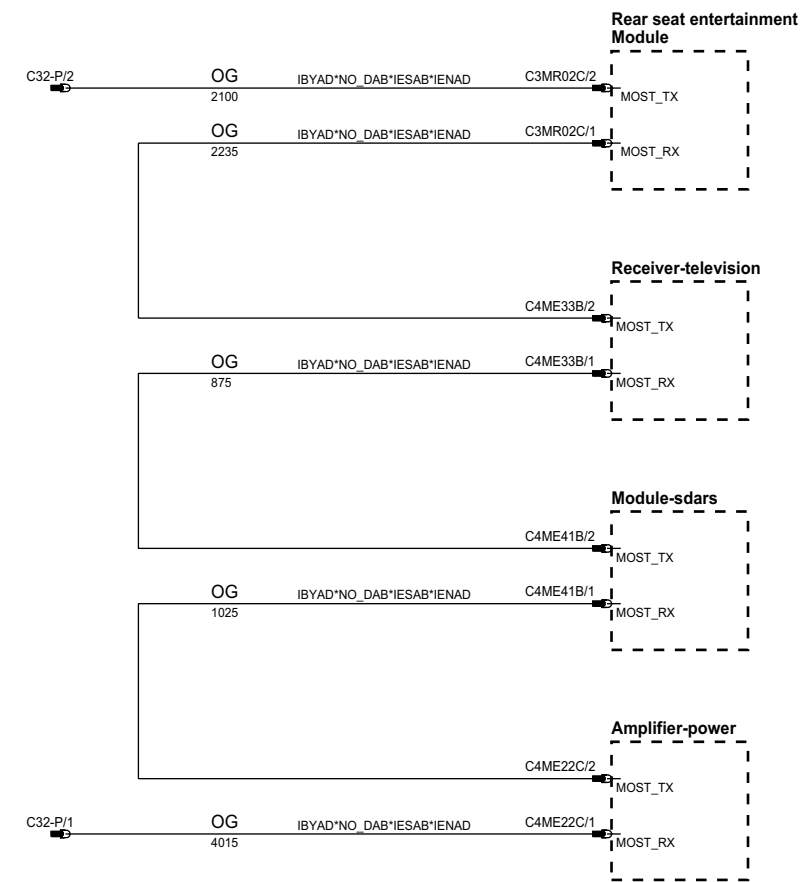 Rear seat entertainment
Module
C32-P/2 OG IBYAD*NO_DAB*IESAB*IENAD C3MR02C/2
2100 MOST_TX
OG IBYAD*NO_DAB*IESAB*IENAD C3MR02C/1
2235 MOST_RX
Receiver-television
C4ME33B/2
MOST_TX
OG IBYAD*NO_DAB*IESAB*IENAD C4ME33B/1
875 MOST_RX
Module-sdars
C4ME41B/2
MOST_TX
OG IBYAD*NO_DAB*IESAB*IENAD C4ME41B/1
1025 MOST_RX
Amplifier-power
C4ME22C/2
MOST_TX
C32-P/1 OG IBYAD*NO_DAB*IESAB*IENAD C4ME22C/1
4015 MOST_RX